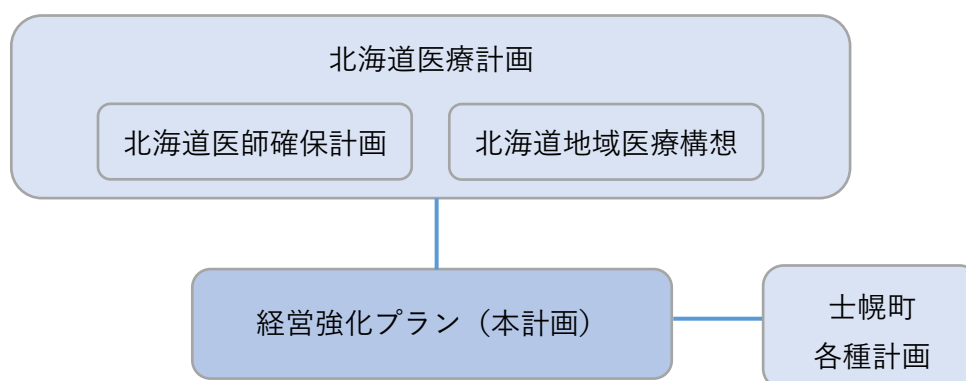 北海道医療計画
北海道医師確保計画
北海道地域医療構想
経営強化プラン（本計画）
士幌町
各種計画